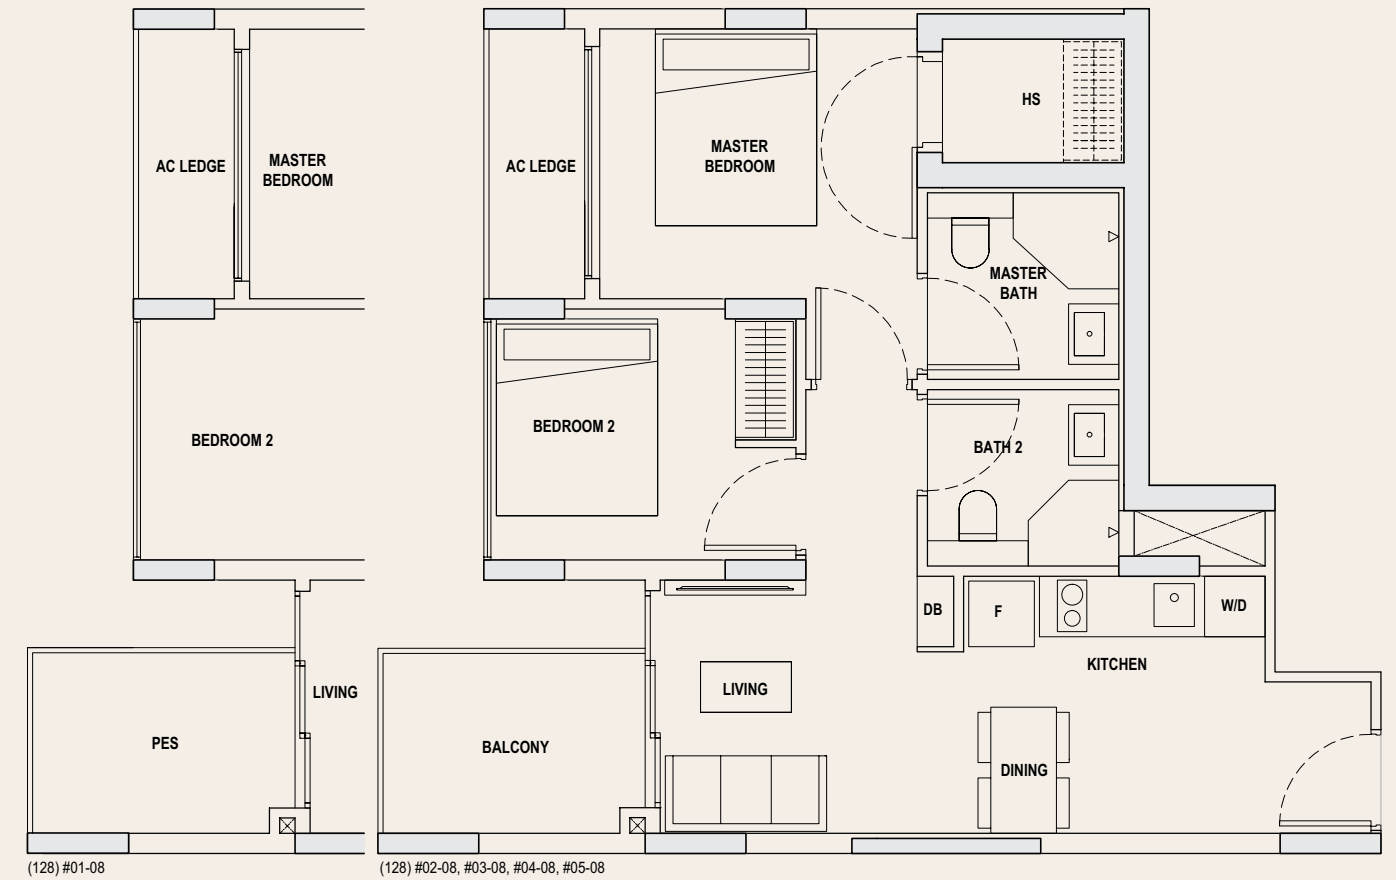 AC LEDGE
MASTER
BEDROOM
BEDROOM 2
PES
LIVING
(128) #01-08
AC LEDGE
MASTER
BEDROOM
HS
MASTER
BATH
BEDROOM 2
BATH 2
DB
F
W/D
KITCHEN
LIVING
BALCONY
DINING
(128) #02-08, #03-08, #04-08, #05-08